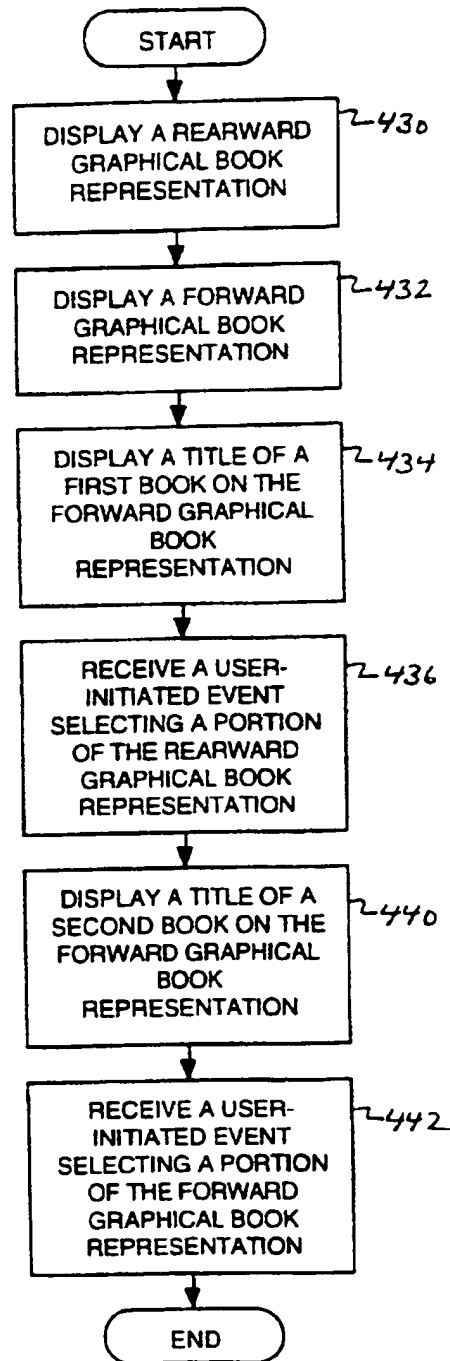 START
DISPLAY A REARWARD
GRAPHICAL BOOK
REPRESENTATION
430
DISPLAY A FORWARD
GRAPHICAL BOOK
REPRESENTATION
432
DISPLAY A TITLE OF A
FIRST BOOK ON THE
FORWARD GRAPHICAL
BOOK
REPRESENTATION
434
RECEIVE A USER-
INITIATED EVENT
SELECTING A PORTION
OF THE REARWARD
GRAPHICAL BOOK
REPRESENTATION
436
DISPLAY A TITLE OF A
SECOND BOOK ON THE
FORWARD GRAPHICAL
BOOK
REPRESENTATION
440
RECEIVE A USER-
INITIATED EVENT
SELECTING A PORTION
OF THE FORWARD
GRAPHICAL BOOK
REPRESENTATION
442
END